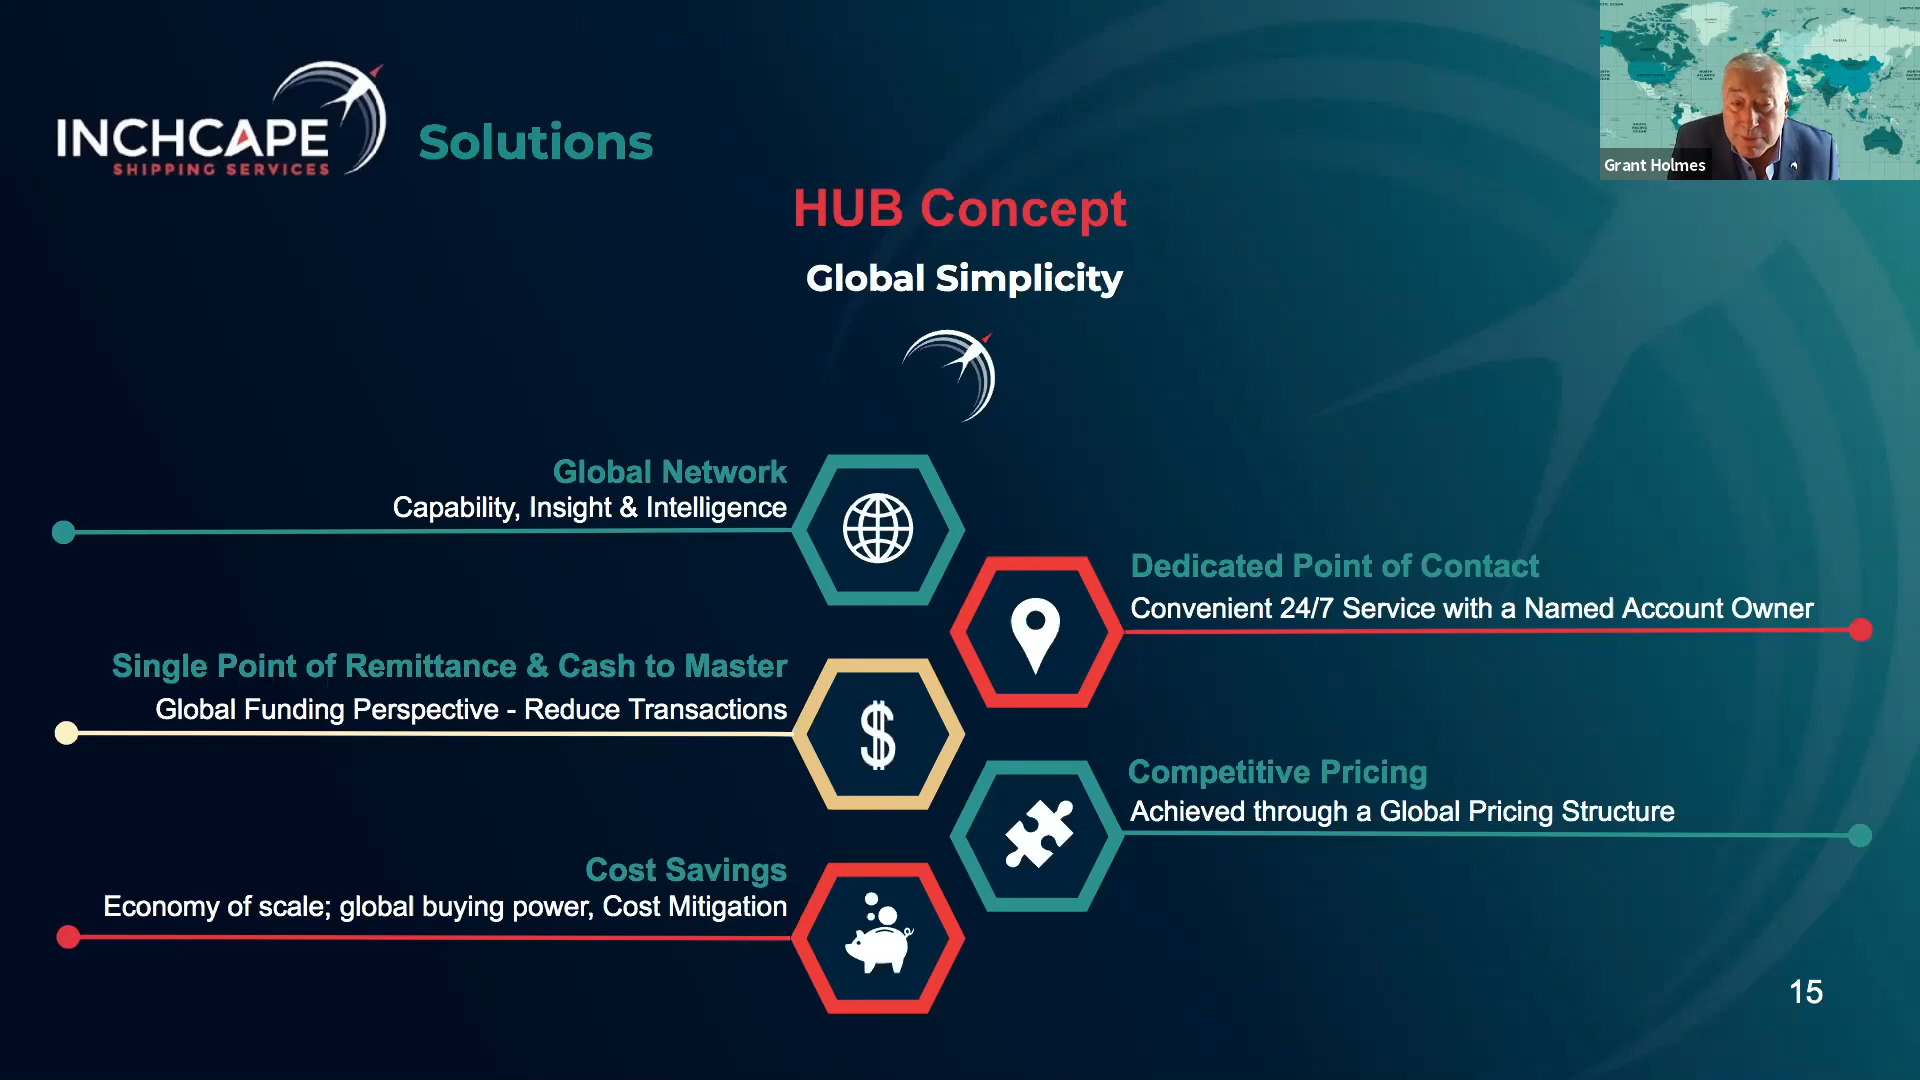 INCHCAPE
SHIPPING SERVICES
Solutions
Grant Holmes
HUB Concept
Global Simplicity
Global Network
Capability, Insight & Intelligence
Dedicated Point of Contact
Convenient 24/7 Service with a Named Account Owner
Single Point of Remittance & Cash to Master
Global Funding Perspective - Reduce Transactions
Competitive Pricing
Achieved through a Global Pricing Structure
Cost Savings
Economy of scale; global buying power, Cost Mitigation
15